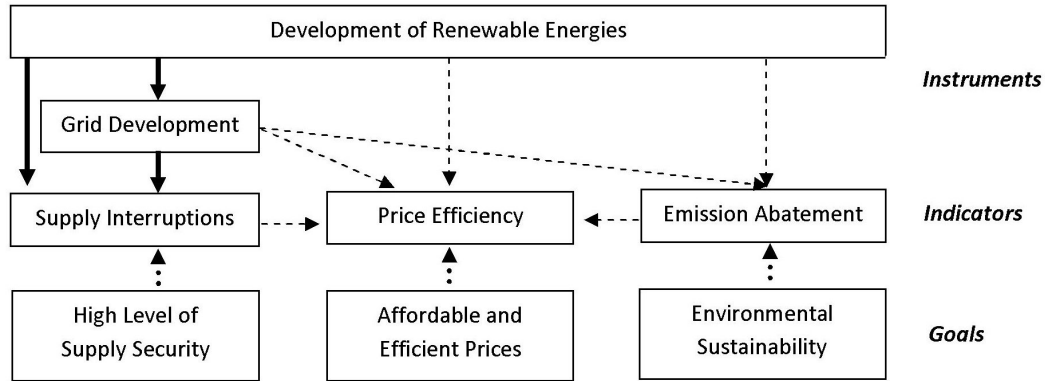 Development of Renewable Energies
Instruments
Grid Development
Supply Interruptions
Price Efficiency
Emission Abatement
Indicators
High Level of
Supply Security
Affordable and
Efficient Prices
Environmental
Sustainability
Goals